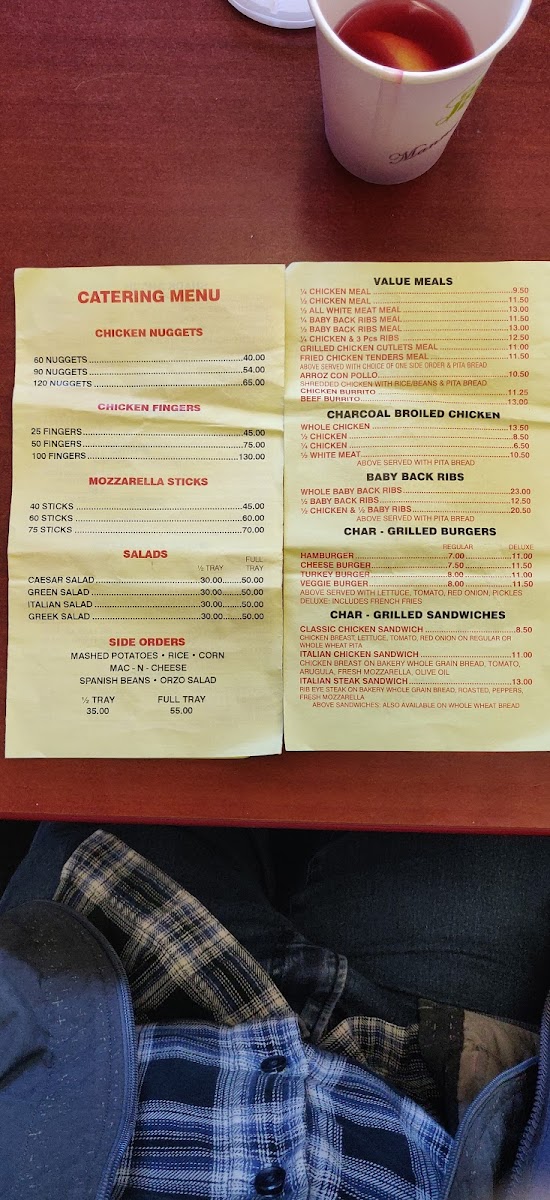 CATERING MENU
CHICKEN NUGGETS
60 NUGGETS 40.00
90 NUGGETS 54.00
120 NUGGETS 65.00
CHICKEN FINGERS
25 FINGERS 45.00
50 FINGERS 75.00
100 FINGERS 130.00
MOZZARELLA STICKS
40 STICKS 45.00
60 STICKS 60.00
75 STICKS 70.00
SALADS
½ TRAY FULL TRAY
CAESAR SALAD 30.00 50.00
GREEN SALAD 30.00 50.00
ITALIAN SALAD 30.00 50.00
GREEK SALAD 30.00 50.00
SIDE ORDERS
MASHED POTATOES • RICE • CORN
MAC - N - CHEESE
SPANISH BEANS • ORZO SALAD
½ TRAY FULL TRAY
35.00 55.00
VALUE MEALS
CHICKEN MEAL 9.50
CHICKEN MEAL 11.50
½ ALL WHITE MEAT MEAL 13.00
BABY BACK RIBS MEAL 11.50
BABY BACK RIBS MEAL 13.00
CHICKEN & 3 Pcs RIBS 12.50
GRILLED CHICKEN CUTLETS MEAL 11.00
FRIED CHICKEN TENDERS MEAL 11.50
ABOVE SERVED WITH CHOICE OF ONE SIDE ORDER & PITA BREAD
ARROZ CON POLLO 10.50
SHREDDED CHICKEN WITH RICE/BEANS & PITA BREAD
CHICKEN BURRITO 11.25
BEEF BURRITO 13.00
CHARCOAL BROILED CHICKEN
WHOLE CHICKEN 13.50
½ CHICKEN 8.50
CHICKEN 6.50
½ WHITE MEAT 10.50
ABOVE SERVED WITH PITA BREAD
BABY BACK RIBS
WHOLE BABY BACK RIBS 23.00
½ BABY BACK RIBS 12.50
½ CHICKEN & ½ BABY RIBS 20.50
ABOVE SERVED WITH PITA BREAD
CHAR - GRILLED BURGERS
REGULAR DELUXE
HAMBURGER 7.00 11.00
CHEESE BURGER 7.50 11.50
TURKEY BURGER 8.00 11.00
VEGGIE BURGER 8.00 11.50
ABOVE SERVED WITH LETTUCE, TOMATO, RED ONION, PICKLES
DELUXE: INCLUDES FRENCH FRIES
CHAR - GRILLED SANDWICHES
CLASSIC CHICKEN SANDWICH 8.50
CHICKEN BREAST, LETTUCE, TOMATO, RED ONION ON REGULAR OR
WHOLE WHEAT PITA
ITALIAN CHICKEN SANDWICH 11.00
CHICKEN BREAST ON BAKERY WHOLE GRAIN BREAD, TOMATO,
ARUGULA, FRESH MOZZARELLA, OLIVE OIL
ITALIAN STEAK SANDWICH 13.00
RIB EYE STEAK ON BAKERY WHOLE GRAIN BREAD, ROASTED, PEPPERS,
FRESH MOZZARELLA
ABOVE SANDWICHES: ALSO AVAILABLE ON WHOLE WHEAT BREAD